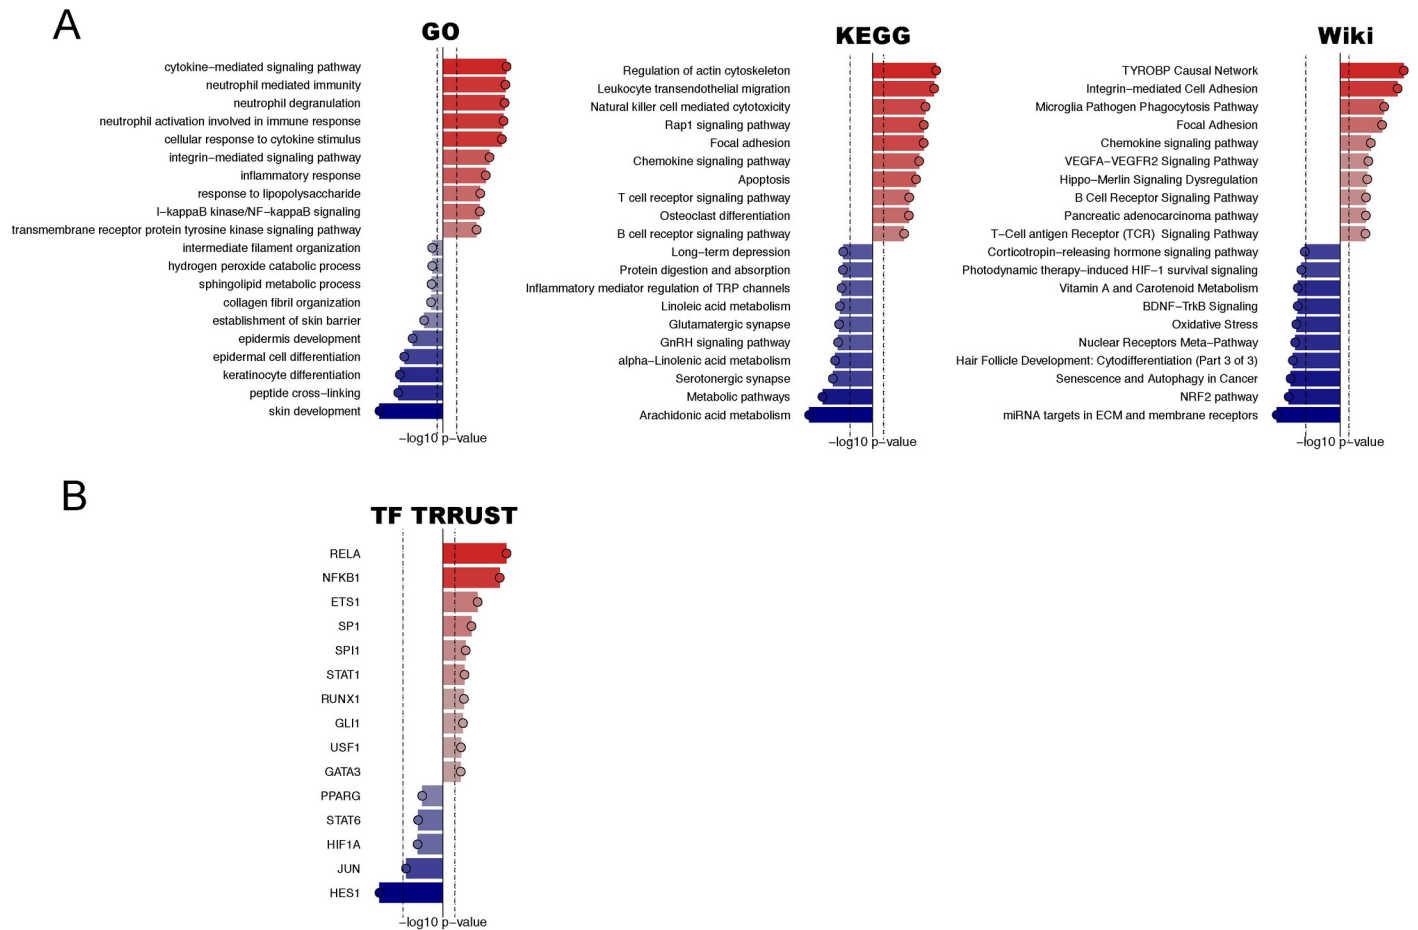 A
GO
cytokine−mediated signaling pathway
neutrophil mediated immunity
neutrophil degranulation
neutrophil activation involved in immune response
cellular response to cytokine stimulus
integrin−mediated signaling pathway
inflammatory response
response to lipopolysaccharide
I−kappaB kinase/NF−kappaB signaling
transmembrane receptor protein tyrosine kinase signaling pathway
intermediate filament organization
hydrogen peroxide catabolic process
sphingolipid metabolic process
collagen fibril organization
establishment of skin barrier
epidermis development
epidermal cell differentiation
keratinocyte differentiation
peptide cross−linking
skin development
−log10 p−value
KEGG
Regulation of actin cytoskeleton
Leukocyte transendothelial migration
Natural killer cell mediated cytotoxicity
Rap1 signaling pathway
Focal adhesion
Chemokine signaling pathway
Apoptosis
T cell receptor signaling pathway
Osteoclast differentiation
B cell receptor signaling pathway
Long−term depression
Protein digestion and absorption
Inflammatory mediator regulation of TRP channels
Linoleic acid metabolism
Glutamatergic synapse
GnRH signaling pathway
alpha−Linolenic acid metabolism
Serotonergic synapse
Metabolic pathways
Arachidonic acid metabolism
−log10 p−value
Wiki
TYROBP Causal Network
Integrin−mediated Cell Adhesion
Microglia Pathogen Phagocytosis Pathway
Focal Adhesion
Chemokine signaling pathway
VEGFA−VEGFR2 Signaling Pathway
Hippo−Merlin Signaling Dysregulation
B Cell Receptor Signaling Pathway
Pancreatic adenocarcinoma pathway
T−Cell antigen Receptor (TCR) Signaling Pathway
Corticotropin−releasing hormone signaling pathway
Photodynamic therapy−induced HIF−1 survival signaling
Vitamin A and Carotenoid Metabolism
BDNF−TrkB Signaling
Oxidative Stress
Nuclear Receptors Meta−Pathway
Hair Follicle Development: Cytodifferentiation (Part 3 of 3)
Senescence and Autophagy in Cancer
NRF2 pathway
miRNA targets in ECM and membrane receptors
−log10 p−value
B
TF TRRUST
RELA
NFKB1
ETS1
SP1
SPI1
STAT1
RUNX1
GLI1
USF1
GATA3
PPARG
STAT6
HIF1A
JUN
HES1
−log10 p−value